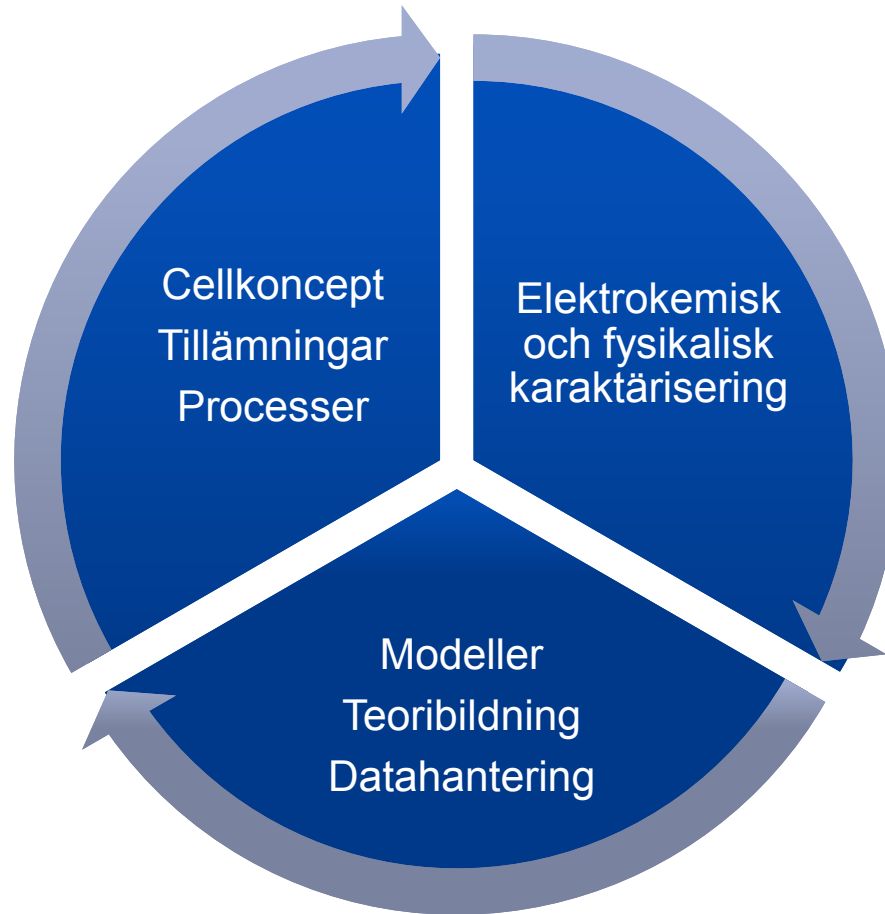 Cellkoncept
Tillämningar
Processer
Elektrokemisk
och fysikalisk
karaktärisering
Modeller
Teoribildning
Datahantering